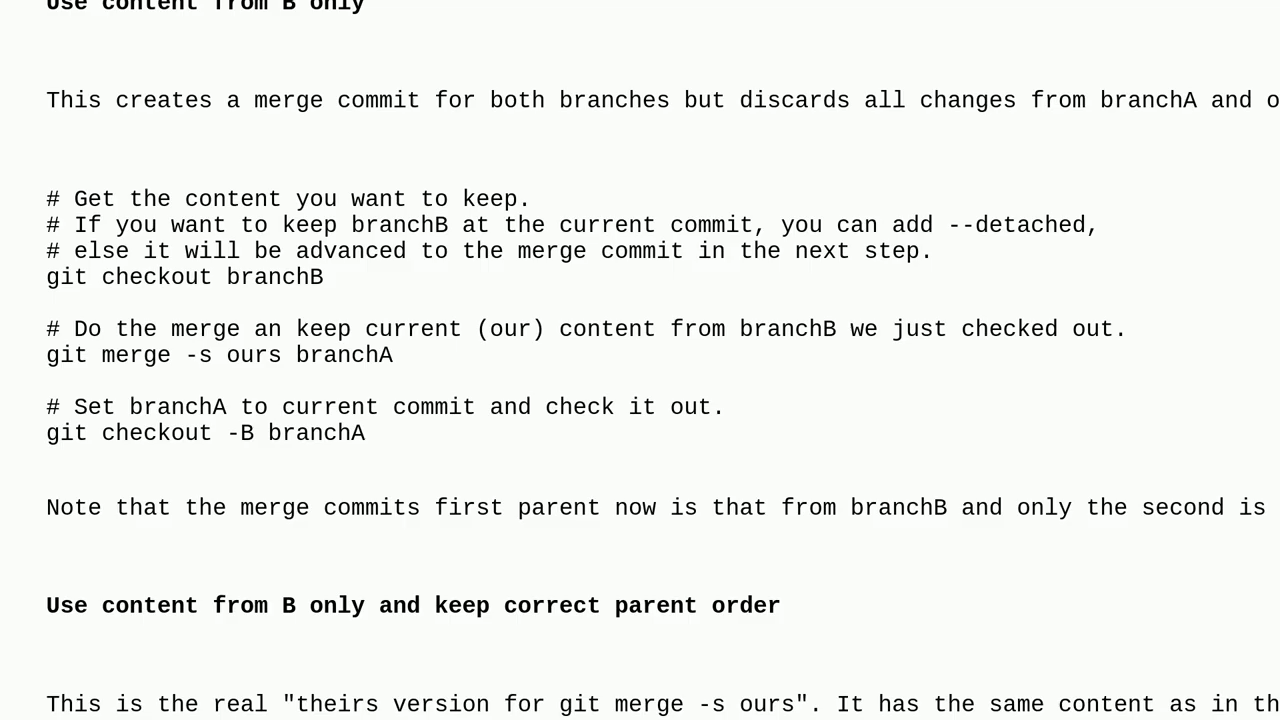 Use content from B only
This creates a merge commit for both branches but discards all changes from branchA and
# Get the content you want to keep.
# If you want to keep branchB at the current commit, you can add --detached,
# else it will be advanced to the merge commit in the next step.
git checkout branchB
# Do the merge an keep current (our) content from branchB we just checked out.
git merge -s ours branchA
# Set branchA to current commit and check it out.
git checkout -B branchA
Note that the merge commits first parent now is that from branchB and only the second is
Use content from B only and keep correct parent order
This is the real "theirs version for git merge -s ours". It has the same content as in